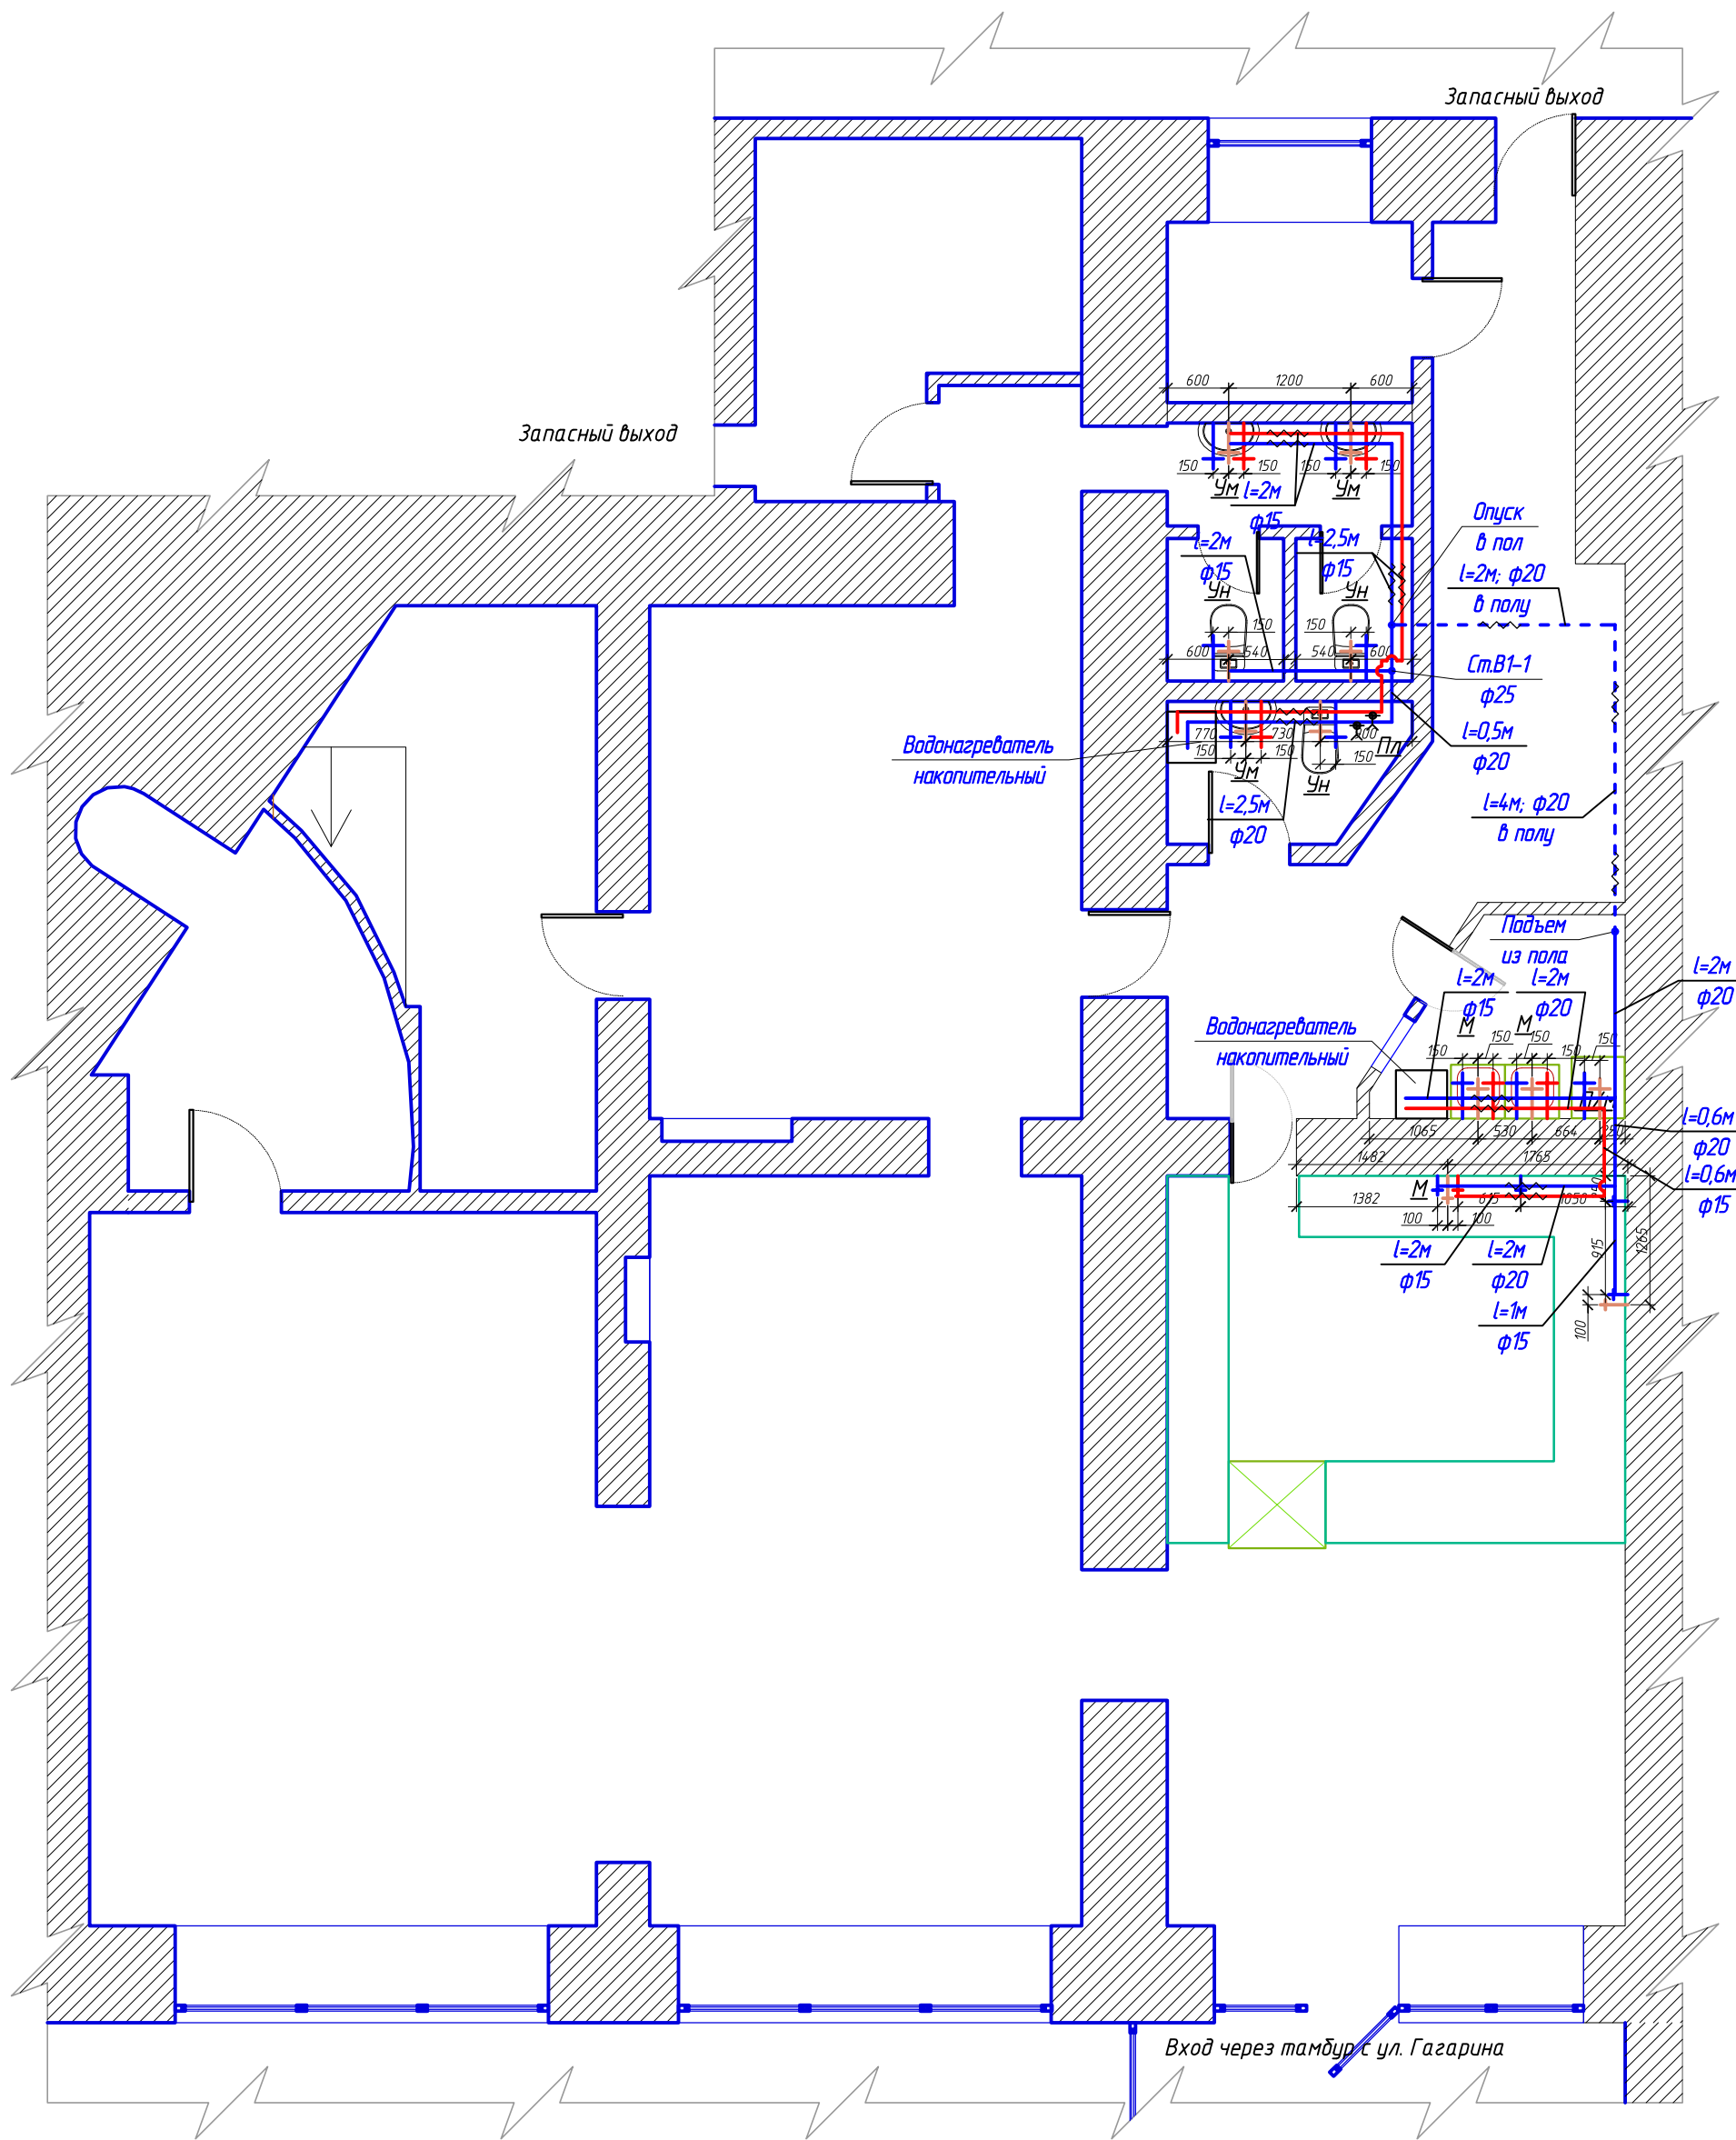 Запасный выход
Запасный выход
600
1200
600
150
150
150
150
Ум
Ум
l=2м
ф15
Опуск
в пол
l=2м
ф15
l=2,5м
ф15
l=2м; ф20
в полу
Ун
Ун
150
150
600
540
540
600
Ст.В1-1
ф25
l=0,5м
ф20
Водонагреватель
накопительный
770
730
900
150
150
150
Пл
Ум
Ун
l=2,5м
ф20
l=4м; ф20
в полу
Подъем
из пола
l=2м
ф20
l=2м
ф15
l=2м
ф20
М
М
Водонагреватель
накопительный
150
150
150
150
150
1065
530
664
250
l=0,6м
ф20
1482
1765
l=0,6м
ф15
М
1382
615
1050
100
100
915
1265
100
l=2м
ф15
l=2м
ф20
l=1м
ф15
Вход через тамбур с ул. Гагарина